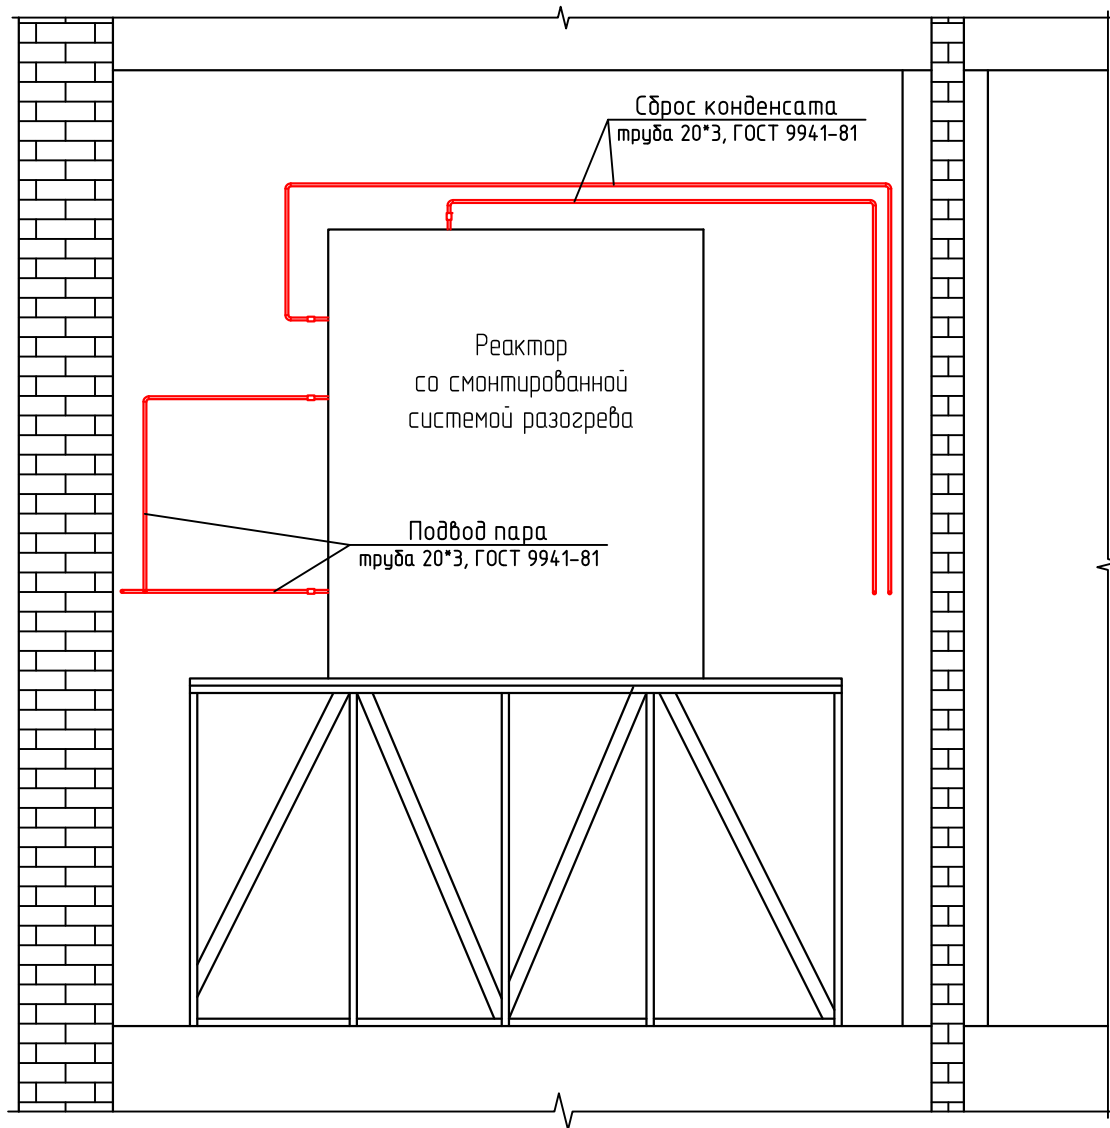 Сброс конденсата
труба 20*3, ГОСТ 9941-81
Реактор
со смонтированной
системой разогрева
Подвод пара
труба 20*3, ГОСТ 9941-81